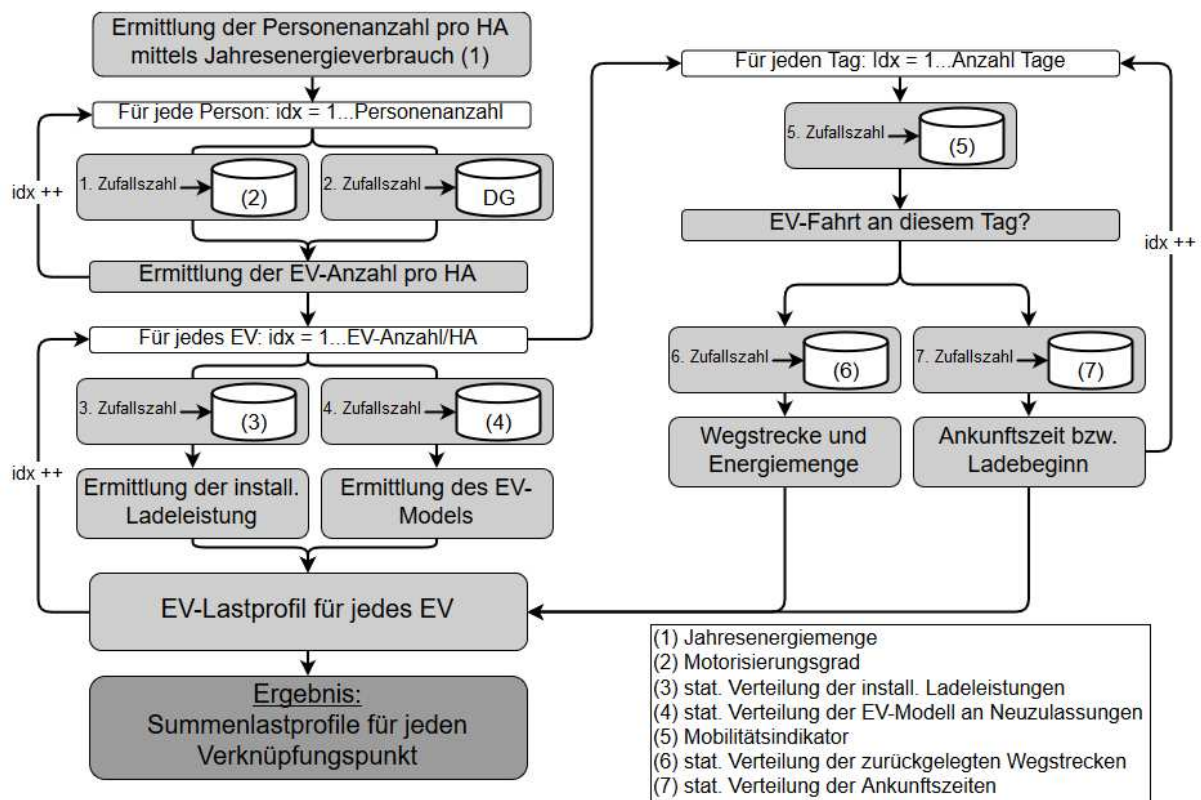 Ermittlung der Personenanzahl pro HA
mittels Jahresenergieverbrauch (1)
Für jede Person: idx = 1...Personenanzahl
1. Zufallszahl
(2)
2. Zufallszahl
DG
idx ++
Ermittlung der EV-Anzahl pro HA
Für jedes EV: idx = 1...EV-Anzahl/HA
3. Zufallszahl
(3)
4. Zufallszahl
(4)
idx ++
Ermittlung der install.
Ladeleistung
Ermittlung des EV-
Models
EV-Lastprofil für jedes EV
Ergebnis:
Summenlastprofile für jeden
Verknüpfungspunkt
Für jeden Tag: Idx = 1...Anzahl Tage
5. Zufallszahl
(5)
EV-Fahrt an diesem Tag?
idx ++
6. Zufallszahl
(6)
7. Zufallszahl
(7)
Wegstrecke und
Energiemenge
Ankunftszeit bzw.
Ladebeginn
(1) Jahresenergiemenge
(2) Motorisierungsgrad
(3) stat. Verteilung der install. Ladeleistungen
(4) stat. Verteilung der EV-Modell an Neuzulassungen
(5) Mobilitätsindikator
(6) stat. Verteilung der zurückgelegten Wegstrecken
(7) stat. Verteilung der Ankunftszeiten